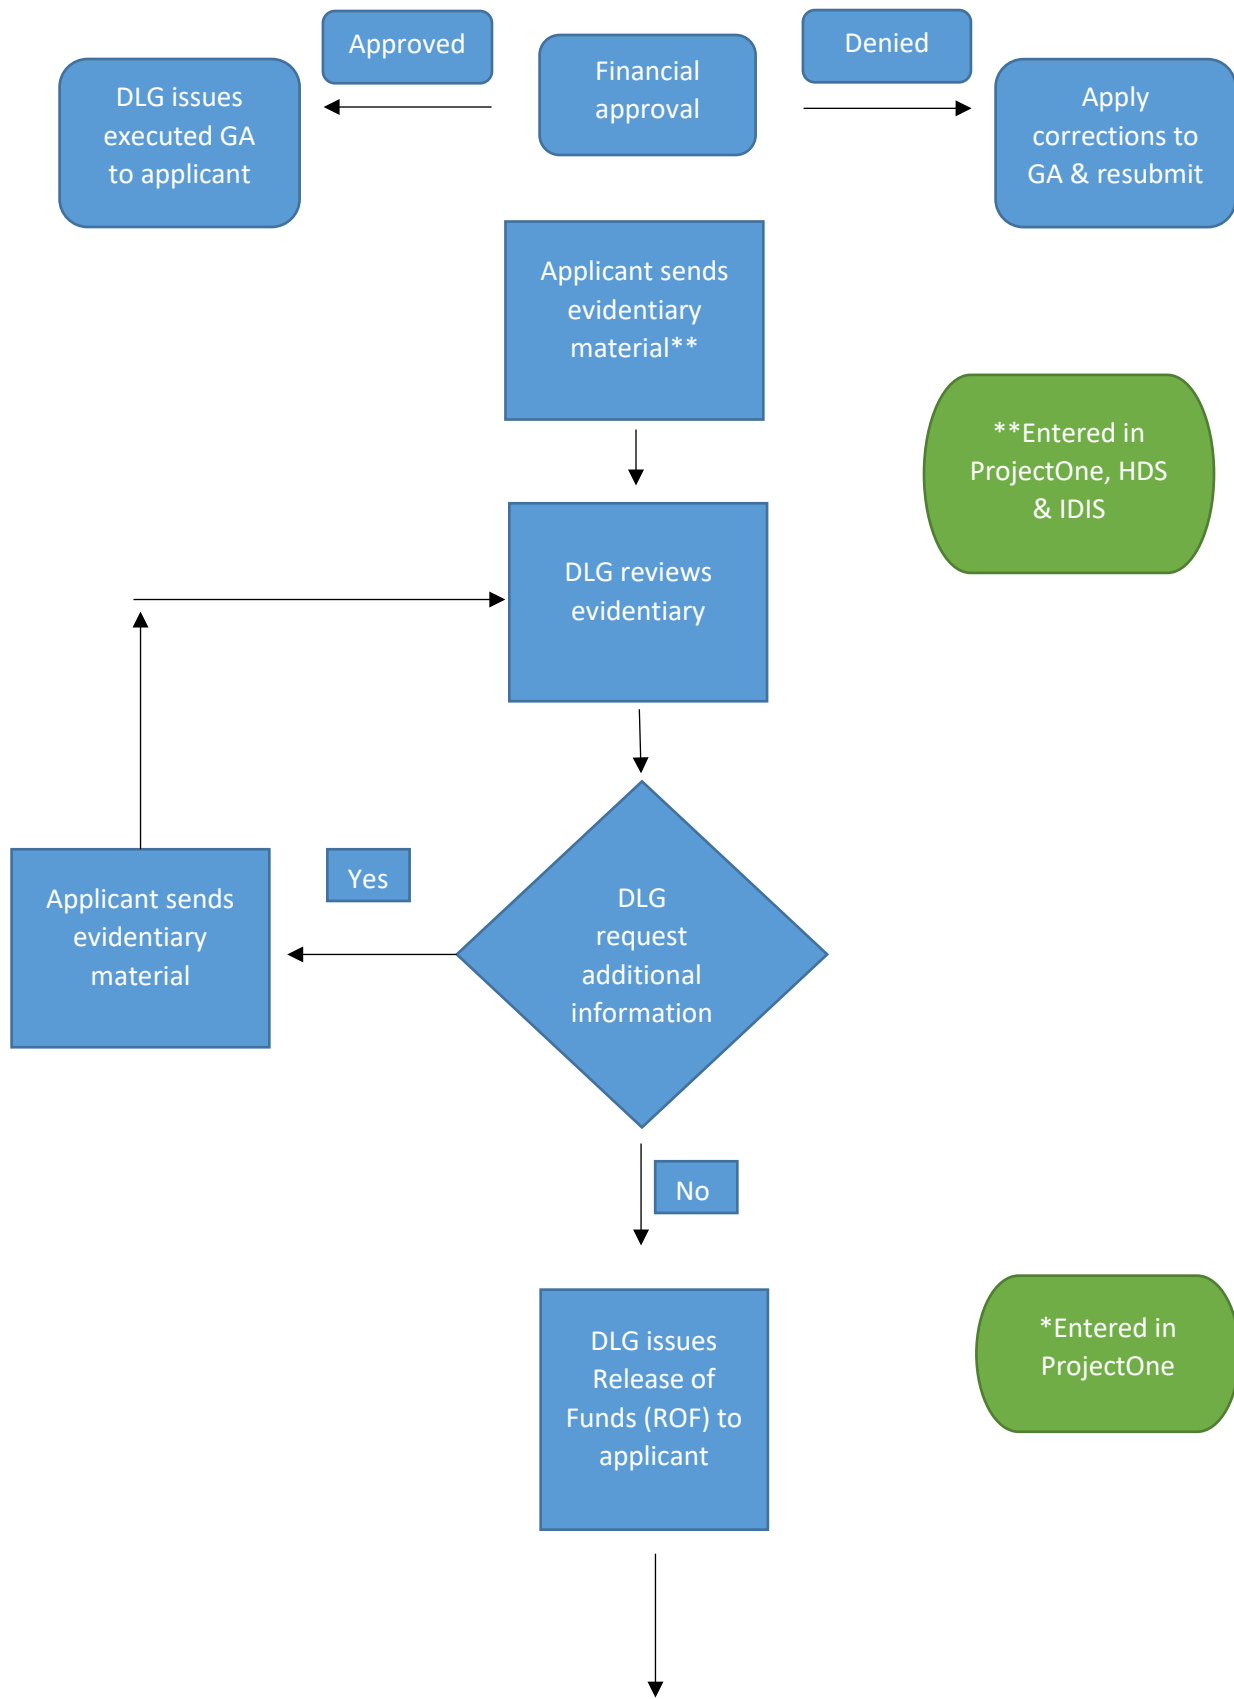 Approved
Financial
approval
Denied
DLG issues
executed GA
to applicant
Apply
corrections to
GA & resubmit
Applicant sends
evidentiary
material**
**Entered in
ProjectOne, HDS
& IDIS
DLG reviews
evidentiary
Yes
Applicant sends
evidentiary
material
DLG
request
additional
information
No
DLG issues
Release of
Funds (ROF) to
applicant
*Entered in
ProjectOne